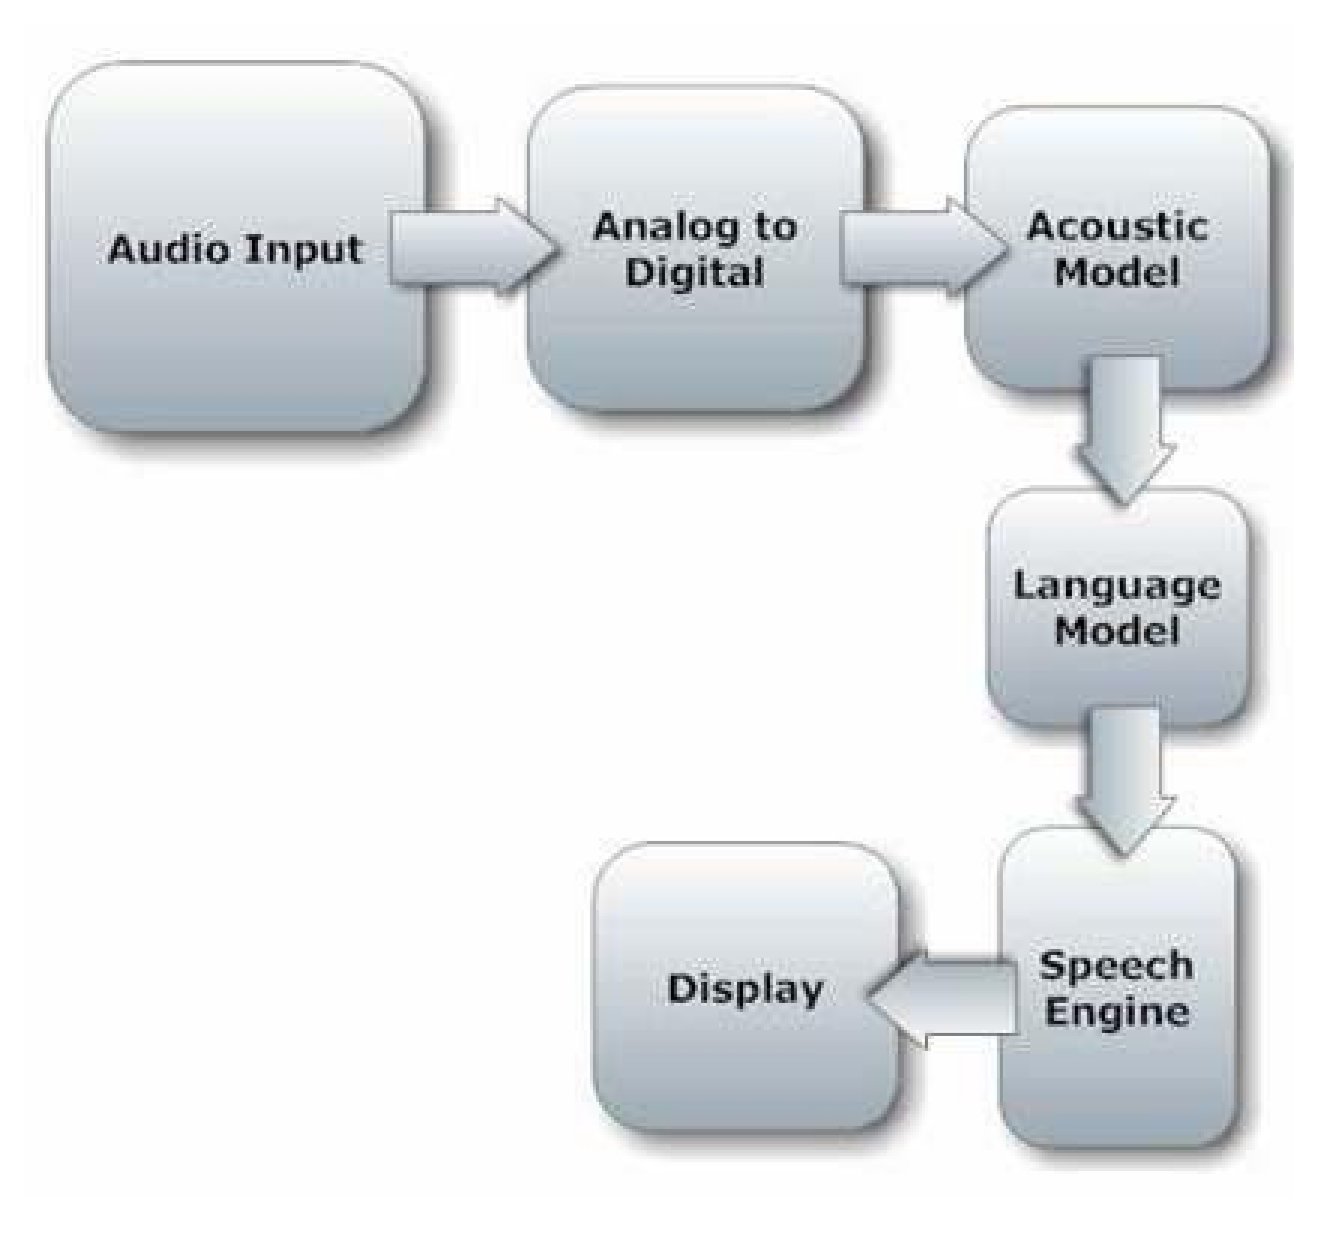 Audio Input
Analog to
Digital
Acoustic
Model
Language
Model
Speech
Engine
Display